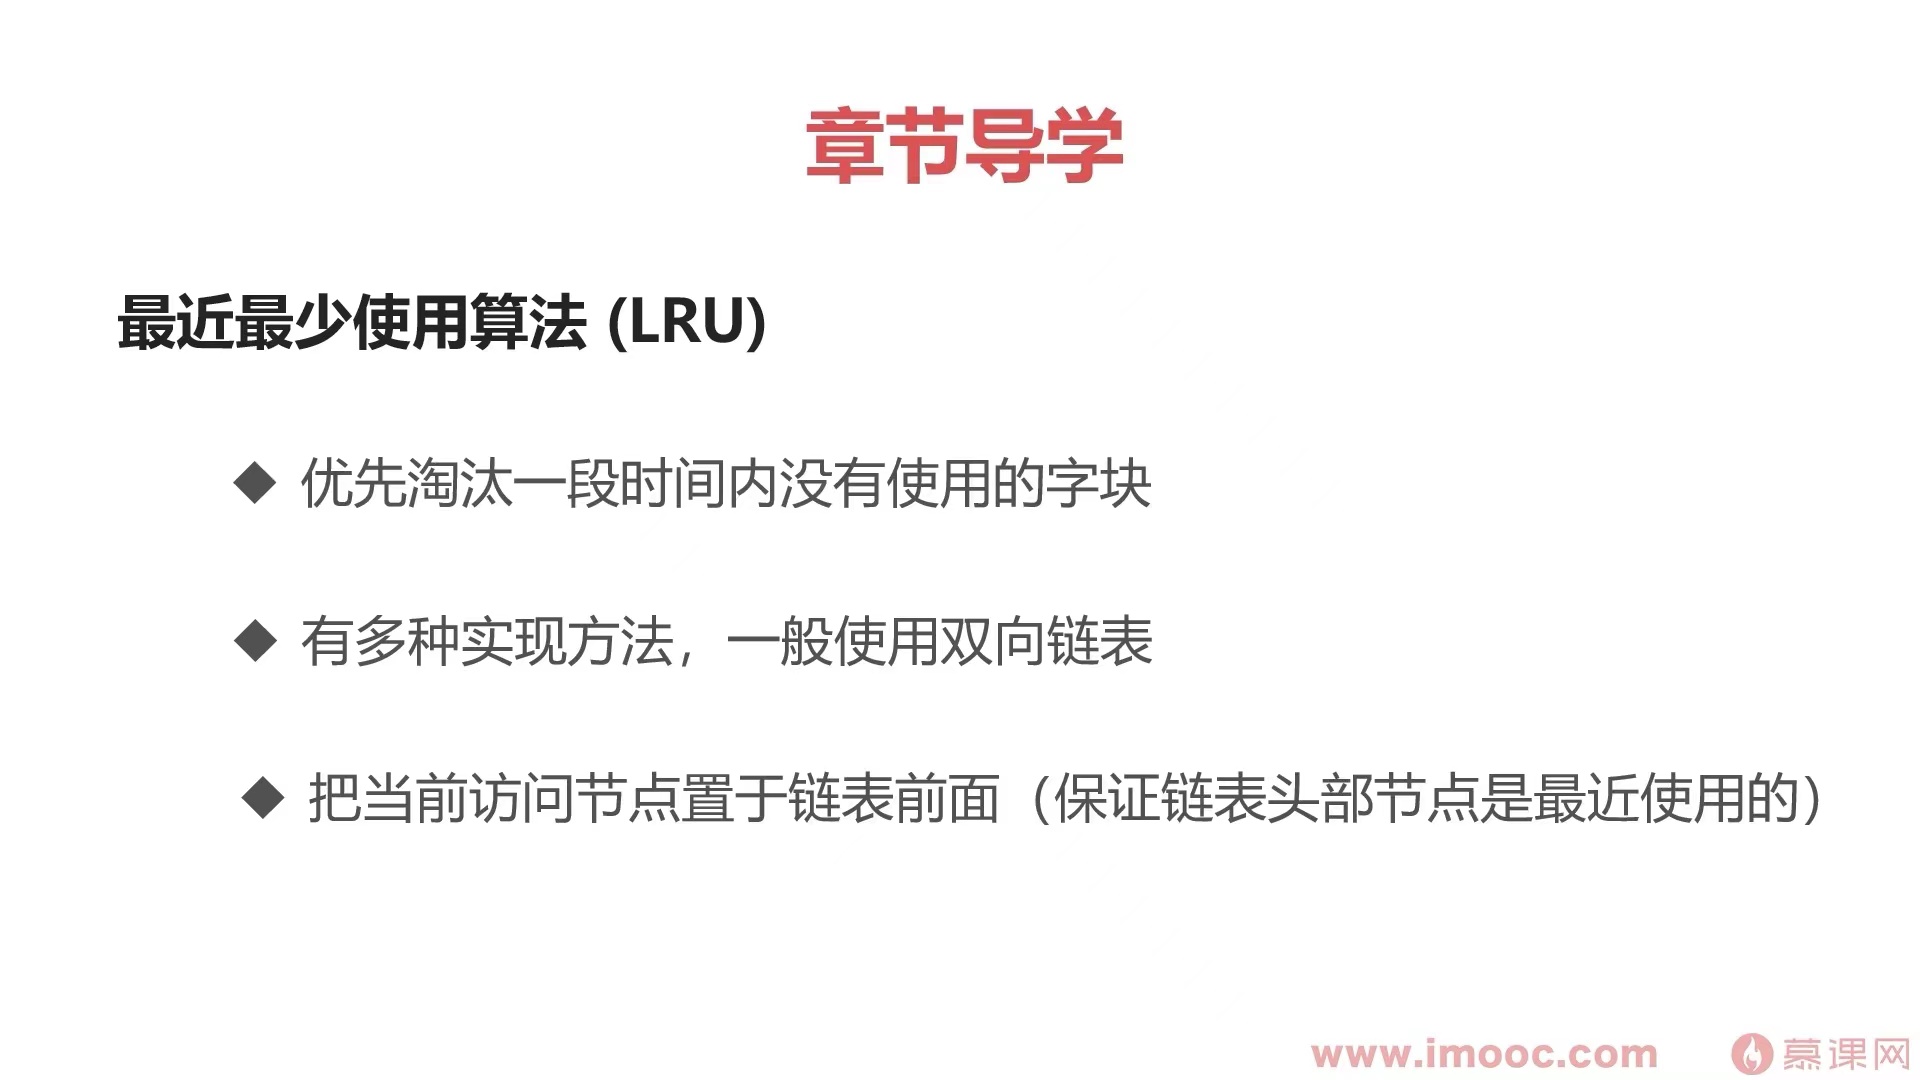 章节导学
最近最少使用算法 (LRU)
◆ 优先淘汰一段时间内没有使用的字块
◆ 有多种实现方法，一般使用双向链表
◆ 把当前访问节点置于链表前面（保证链表头部节点是最近使用的）
www.imooc.com 慕课网